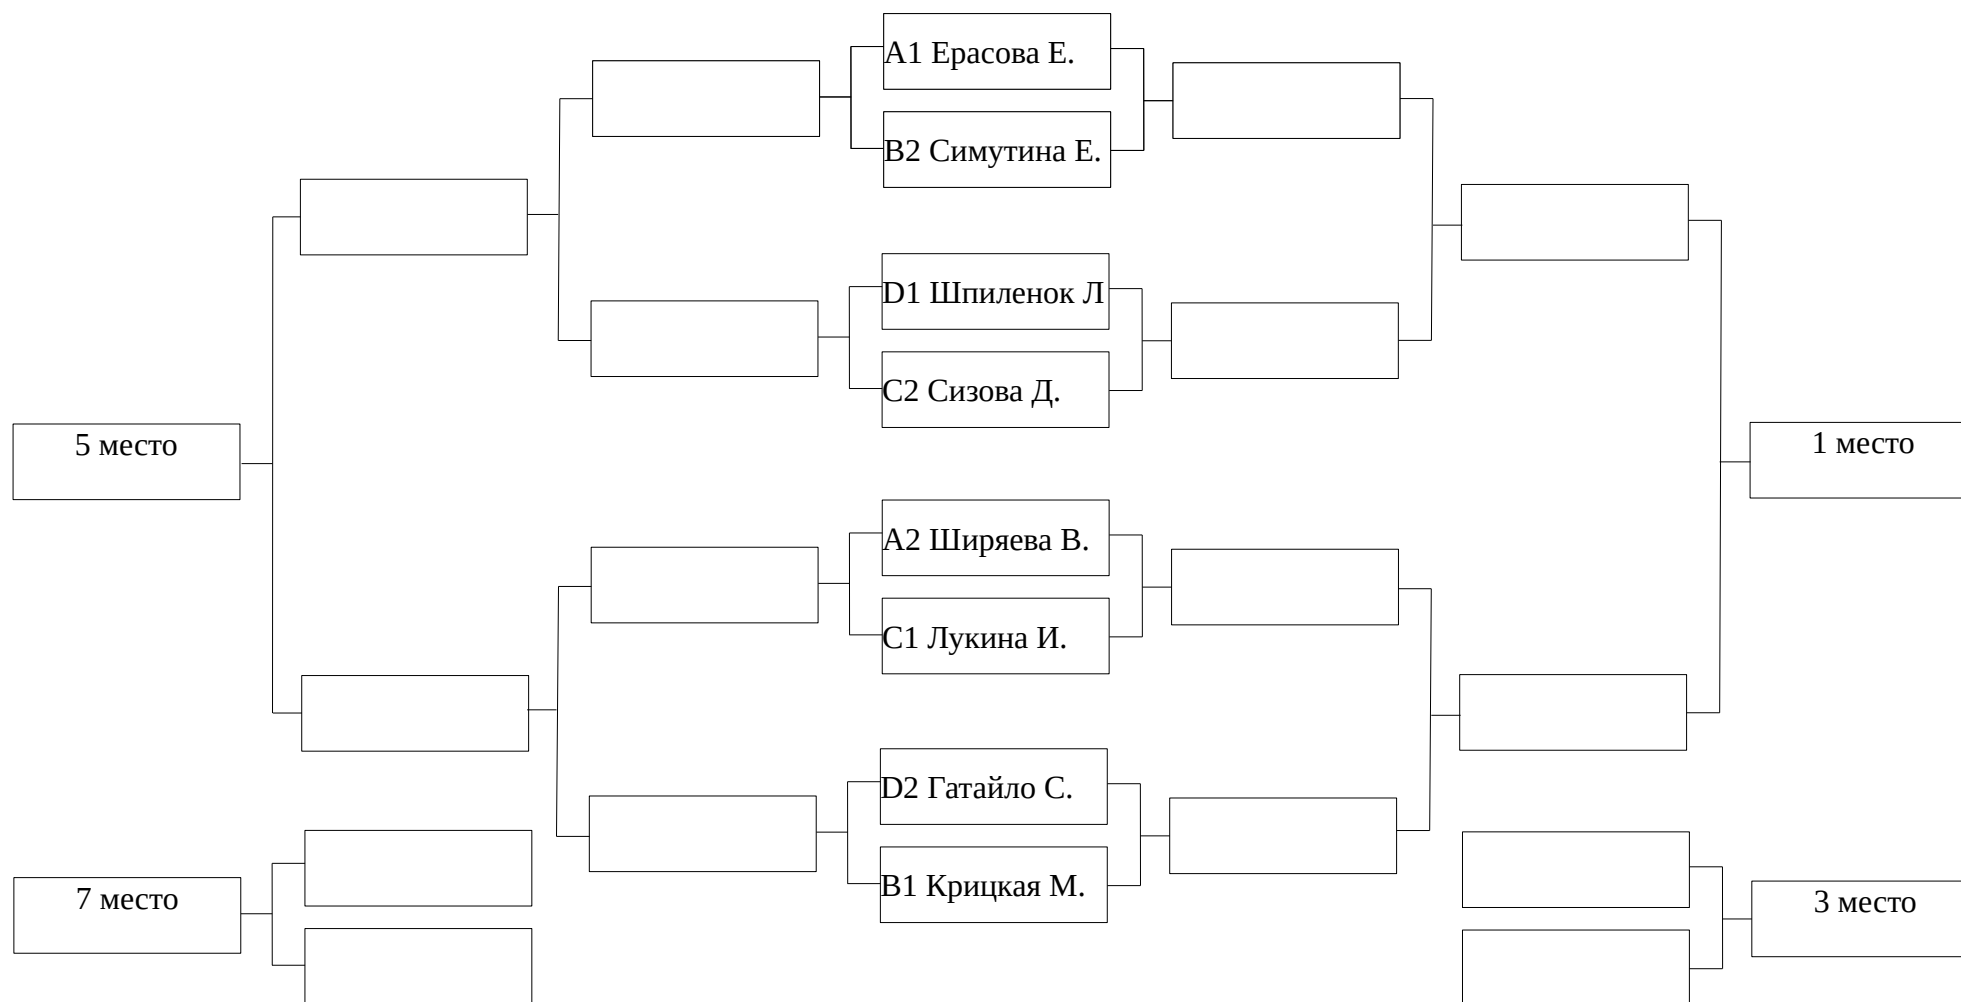 A1 Ерасова Е.
B2 Симутина Е.
D1 Шпиленок Л
C2 Сизова Д.
5 место
1 место
A2 Ширяева В.
C1 Лукина И.
D2 Гатайло С.
B1 Крицкая М.
7 место
3 место